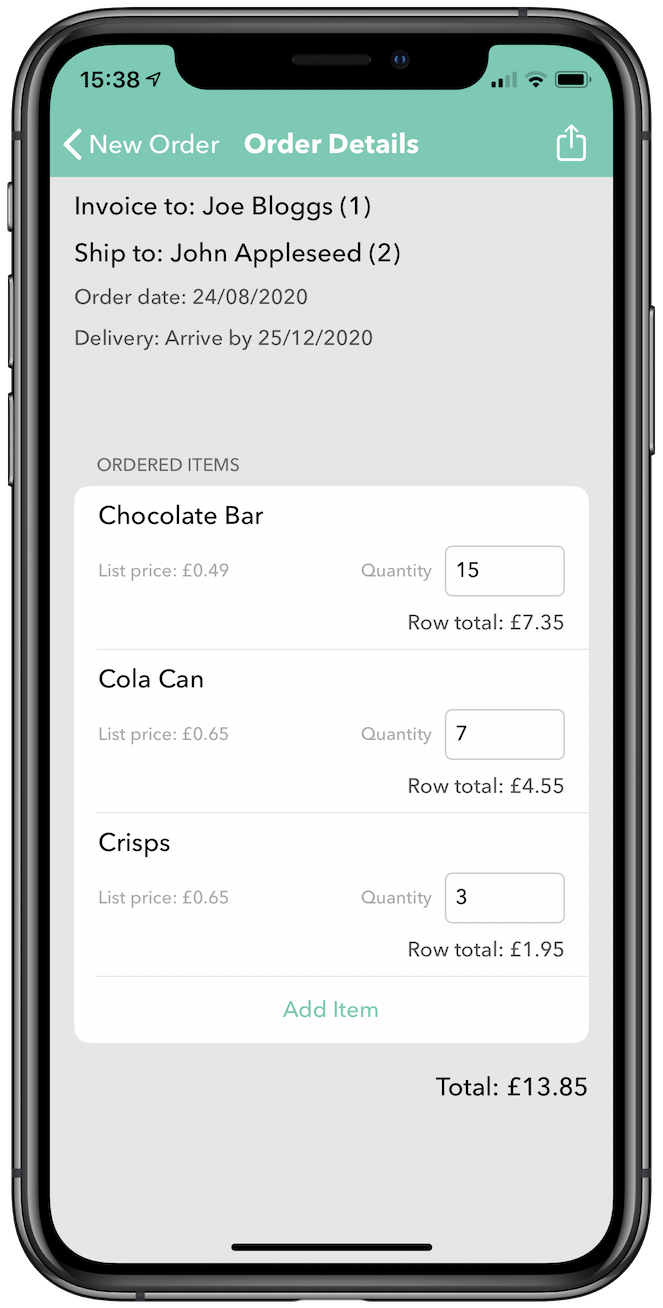 15:38
New Order Order Details
Invoice to: Joe Bloggs (1)
Ship to: John Appleseed (2)
Order date: 24/08/2020
Delivery: Arrive by 25/12/2020
ORDERED ITEMS
Chocolate Bar
List price: £0.49 Quantity 15
Row total: £7.35
Cola Can
List price: £0.65 Quantity 7
Row total: £4.55
Crisps
List price: £0.65 Quantity 3
Row total: £1.95
Add Item
Total: £13.85